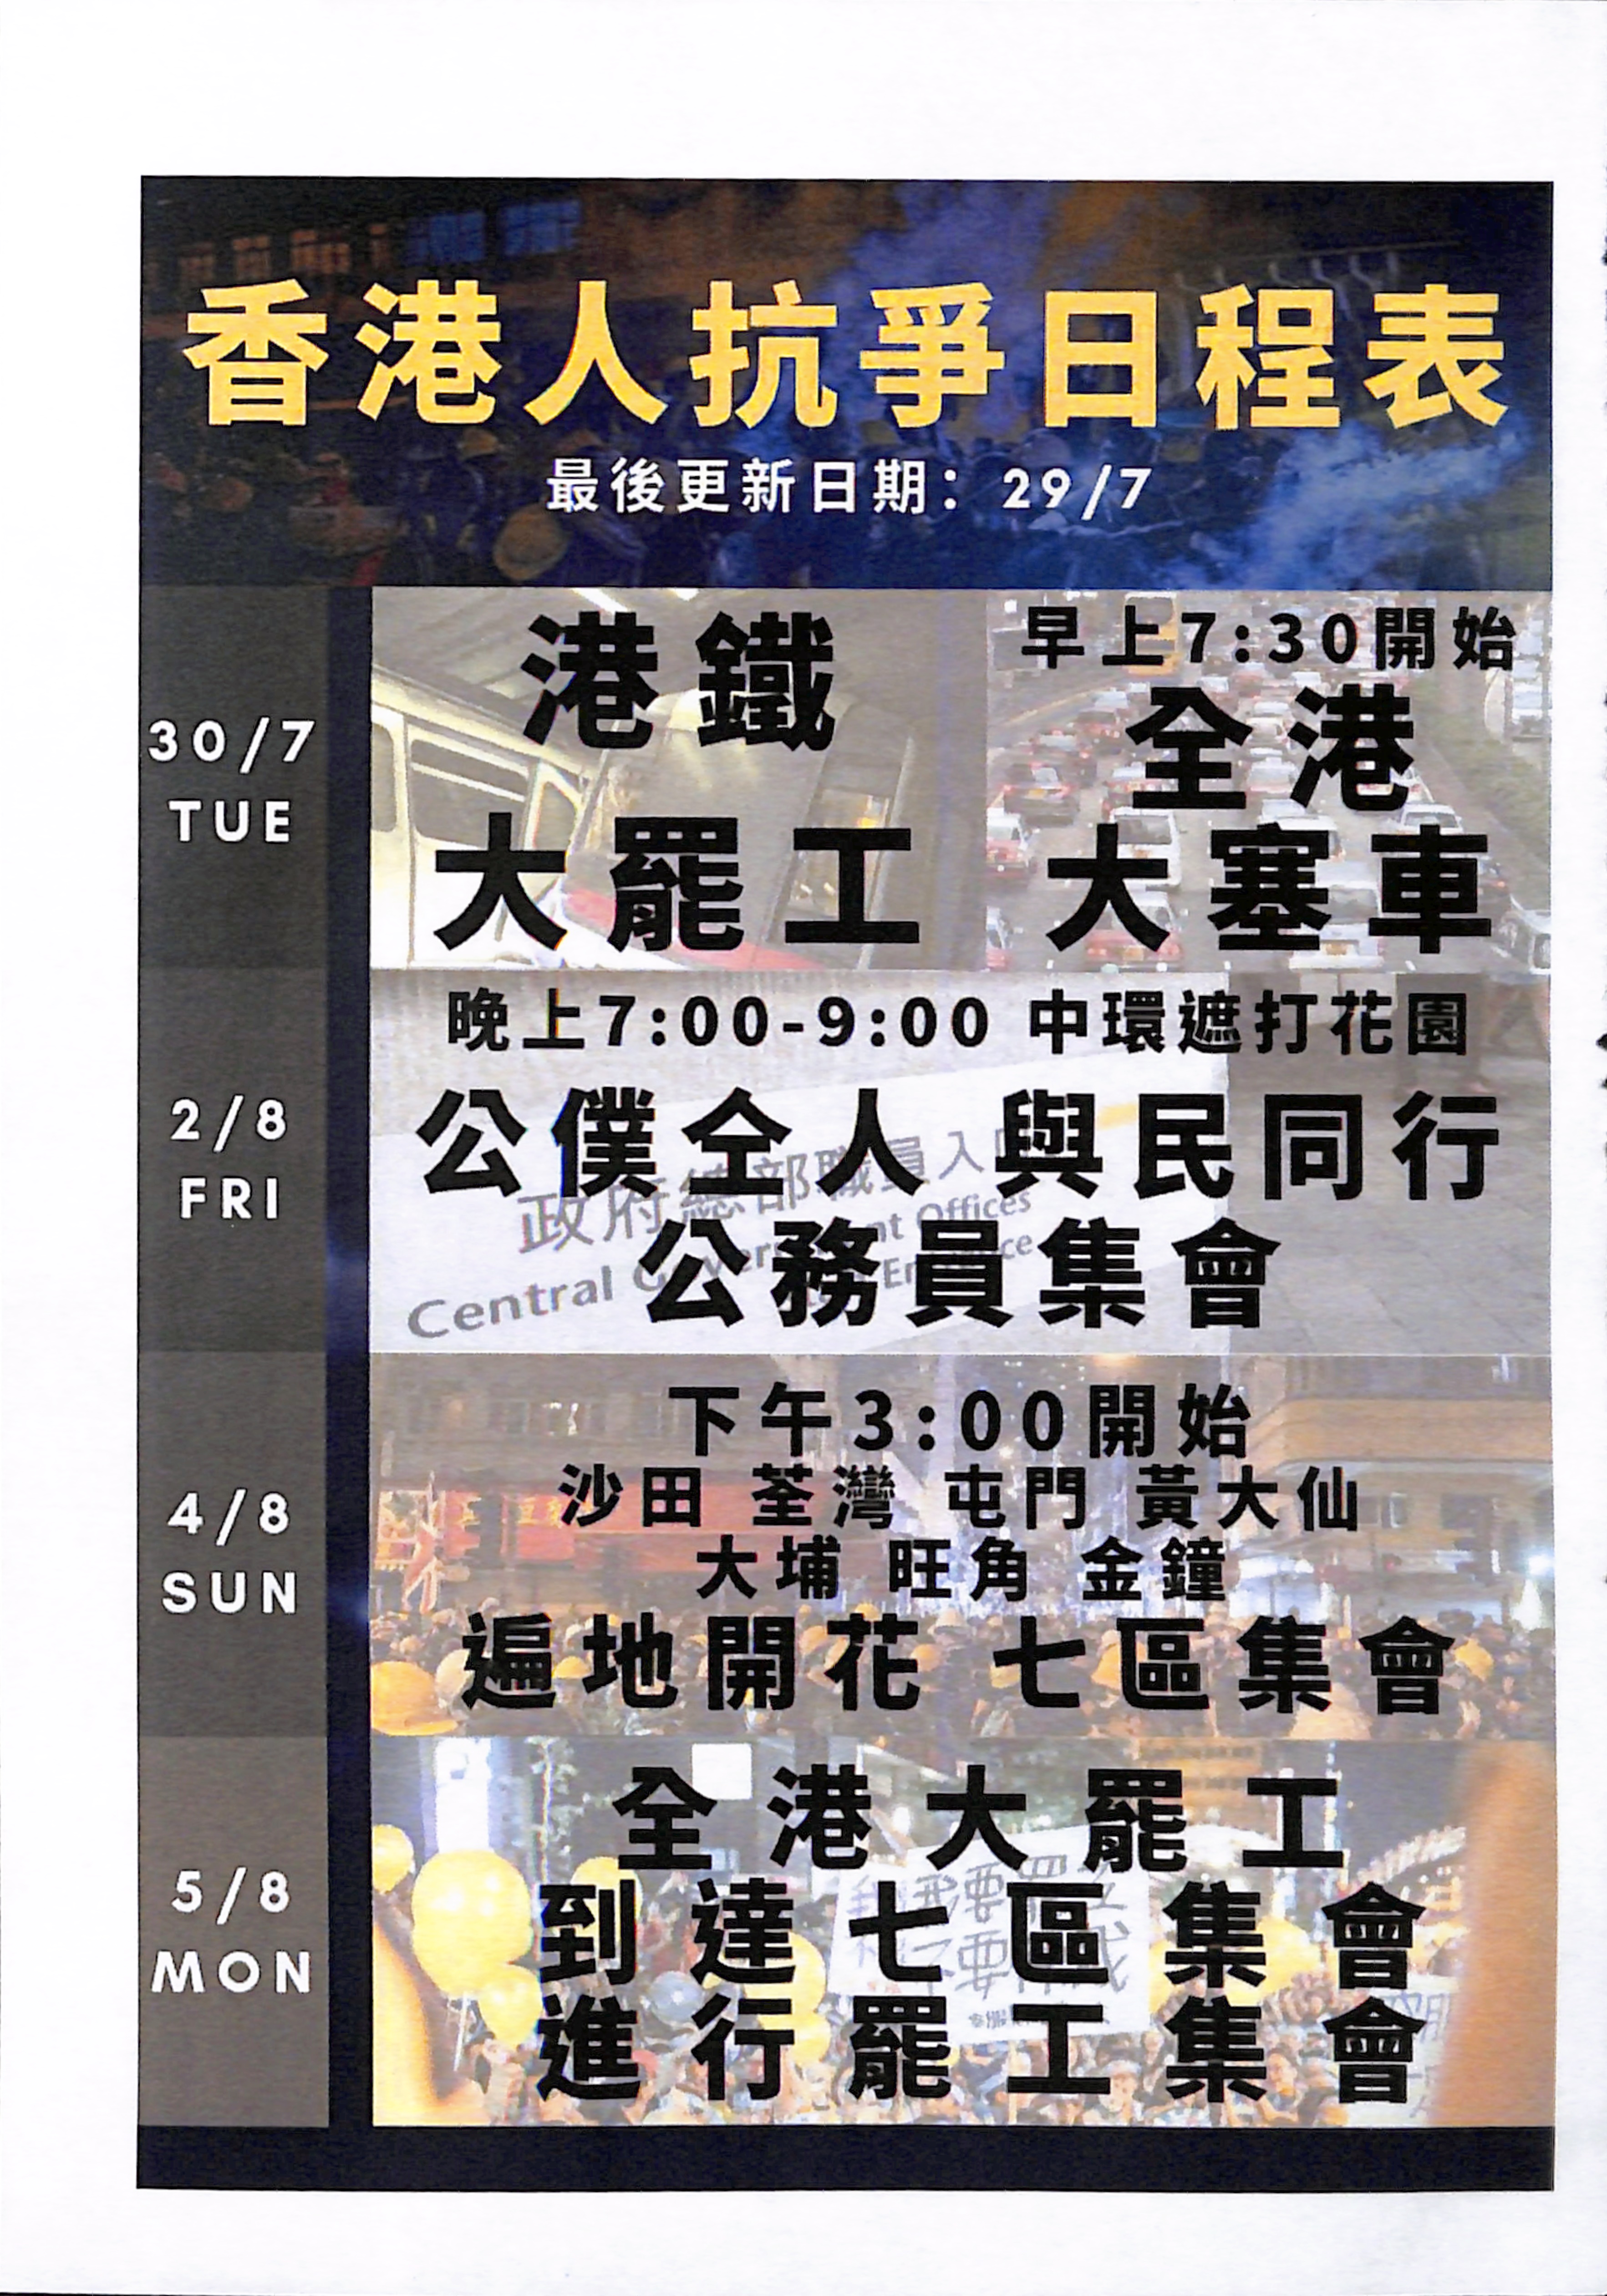 香港人抗爭日程表
最後更新日期：29/7
30/7
TUE
港鐵
大罷工
早上7:30開始
全港
大塞車
2/8
FRI
晚上7:00-9:00 中環遮打花園
公僕仝人 與民同行
公務員集會
政府總部職員入口
Central Government Offices
4/8
SUN
下午3:00開始
沙田 荃灣 屯門 黃大仙
大埔 旺角 金鐘
遍地開花 七區集會
5/8
MON
全港大罷工
到達七區集會
進行罷工集會